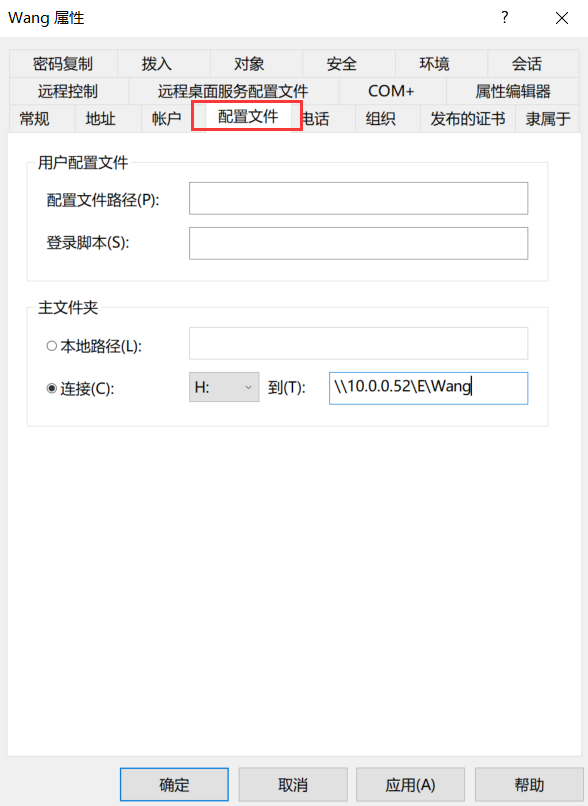 Wang 属性 ?
密码复制 拨入 对象 安全 环境 会话
远程控制 远程桌面服务配置文件 COM+ 属性编辑器
常规 地址 帐户 配置文件 电话 组织 发布的证书 隶属于
用户配置文件
配置文件路径(P):
登录脚本(S):
主文件夹
本地路径(L):
连接(C): H: 到(T): \\10.0.0.52\E\Wang
确定 取消 应用(A) 帮助